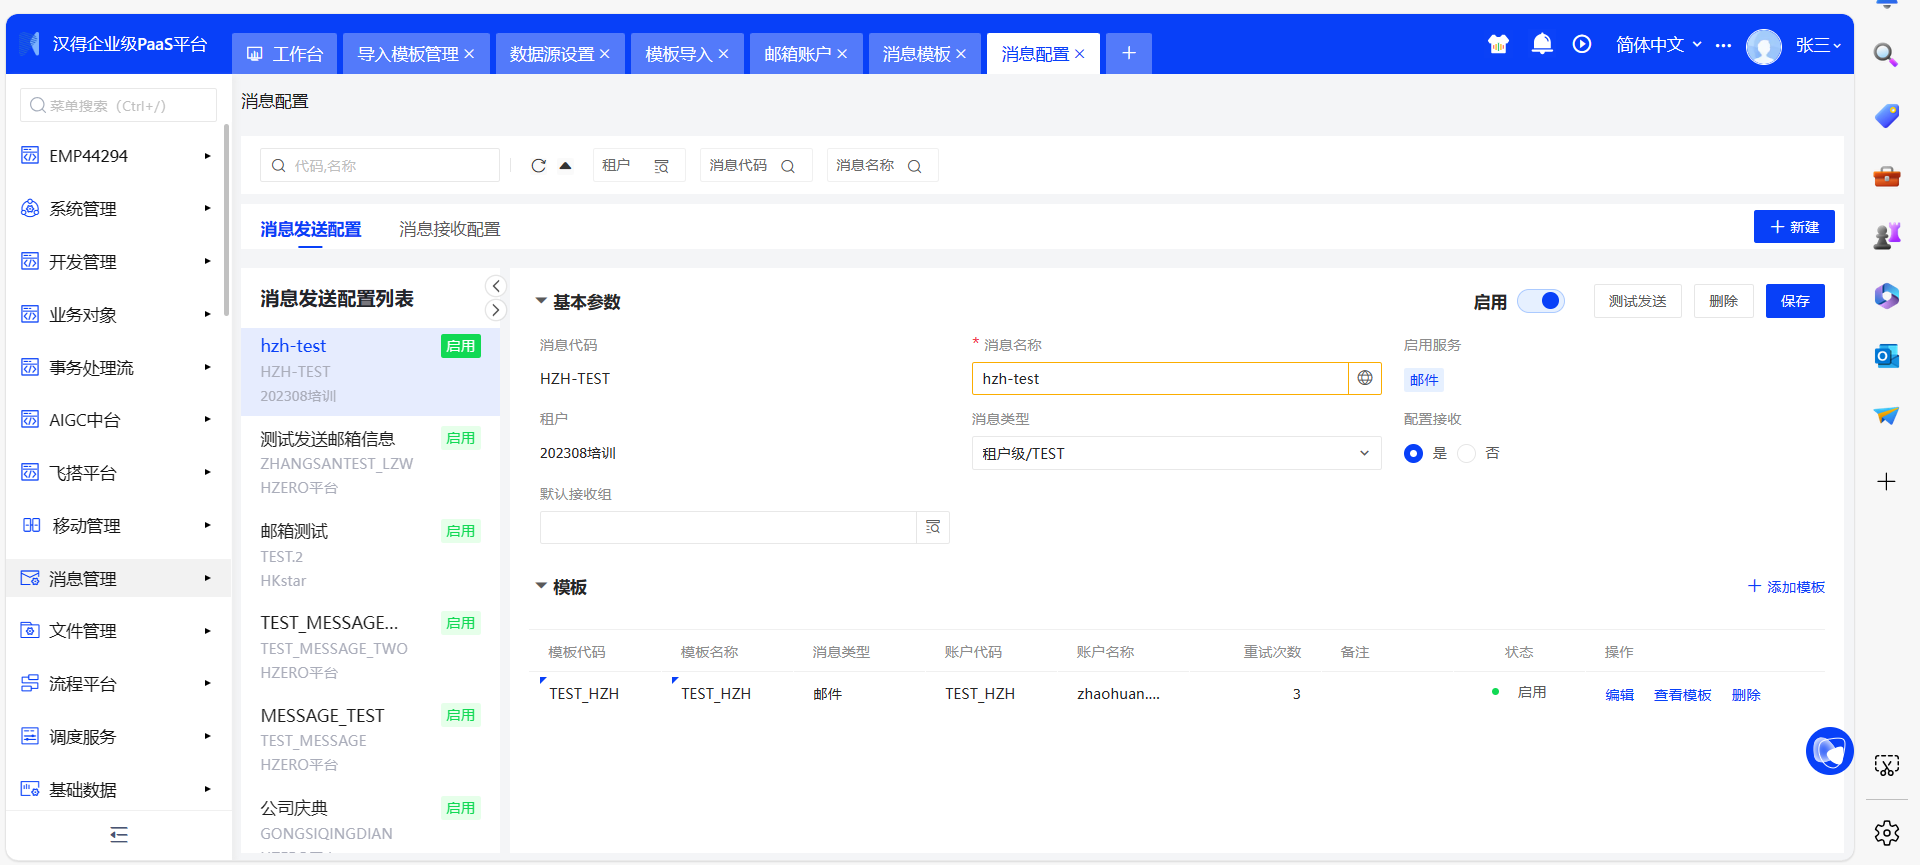 汉得企业级PaaS平台
工作台
导入模板管理
数据源设置
模板导入
邮箱账户
消息模板
消息配置
简体中文
张三
菜单搜索（Ctrl+/）
EMP44294
系统管理
开发管理
业务对象
事务处理流
AIGC中台
飞搭平台
移动管理
消息管理
文件管理
流程平台
调度服务
基础数据
消息配置
代码,名称
租户
消息代码
消息名称
消息发送配置
消息接收配置
新建
消息发送配置列表
hzh-test
启用
HZH-TEST
202308培训
测试发送邮箱信息
启用
ZHANGSANTEST_LZW
HZERO平台
邮箱测试
启用
TEST.2
HKstar
TEST_MESSAGE...
启用
TEST_MESSAGE_TWO
HZERO平台
MESSAGE_TEST
启用
TEST_MESSAGE
HZERO平台
公司庆典
启用
GONGSIQINGDIAN
基本参数
启用
测试发送
删除
保存
消息代码
HZH-TEST
* 消息名称
hzh-test
启用服务
邮件
租户
202308培训
消息类型
租户级/TEST
配置接收
是
否
默认接收组
模板
添加模板
模板代码 模板名称 消息类型 账户代码 账户名称 重试次数 备注 状态 操作
TEST_HZH TEST_HZH 邮件 TEST_HZH zhaohuan.... 3 启用 编辑 查看模板 删除